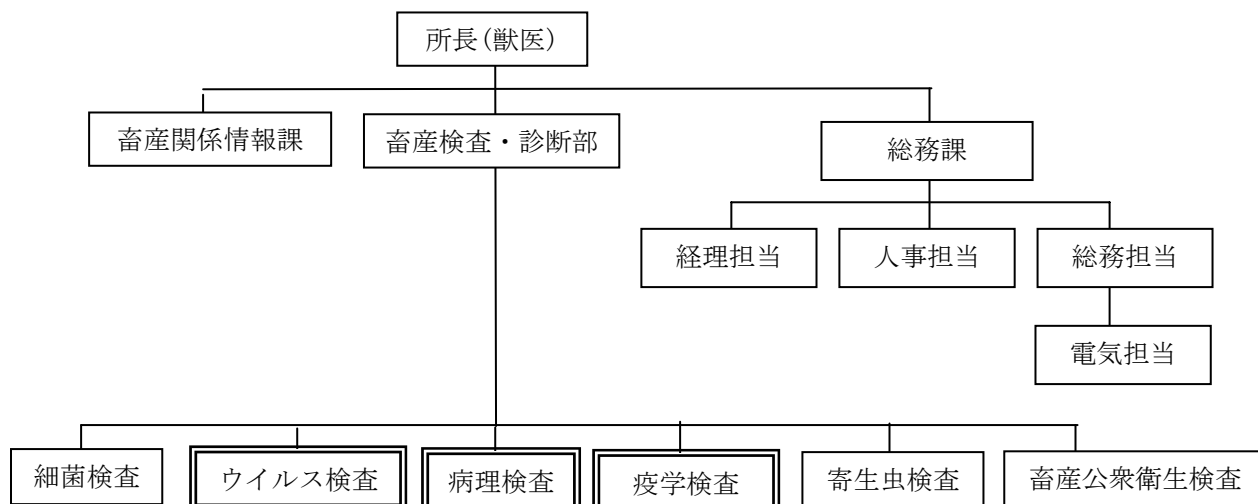 所長(獣医)
畜産関係情報課
畜産検査・診断部
総務課
経理担当
人事担当
総務担当
電気担当
細菌検査
ウイルス検査
病理検査
疫学検査
寄生虫検査
畜産公衆衛生検査